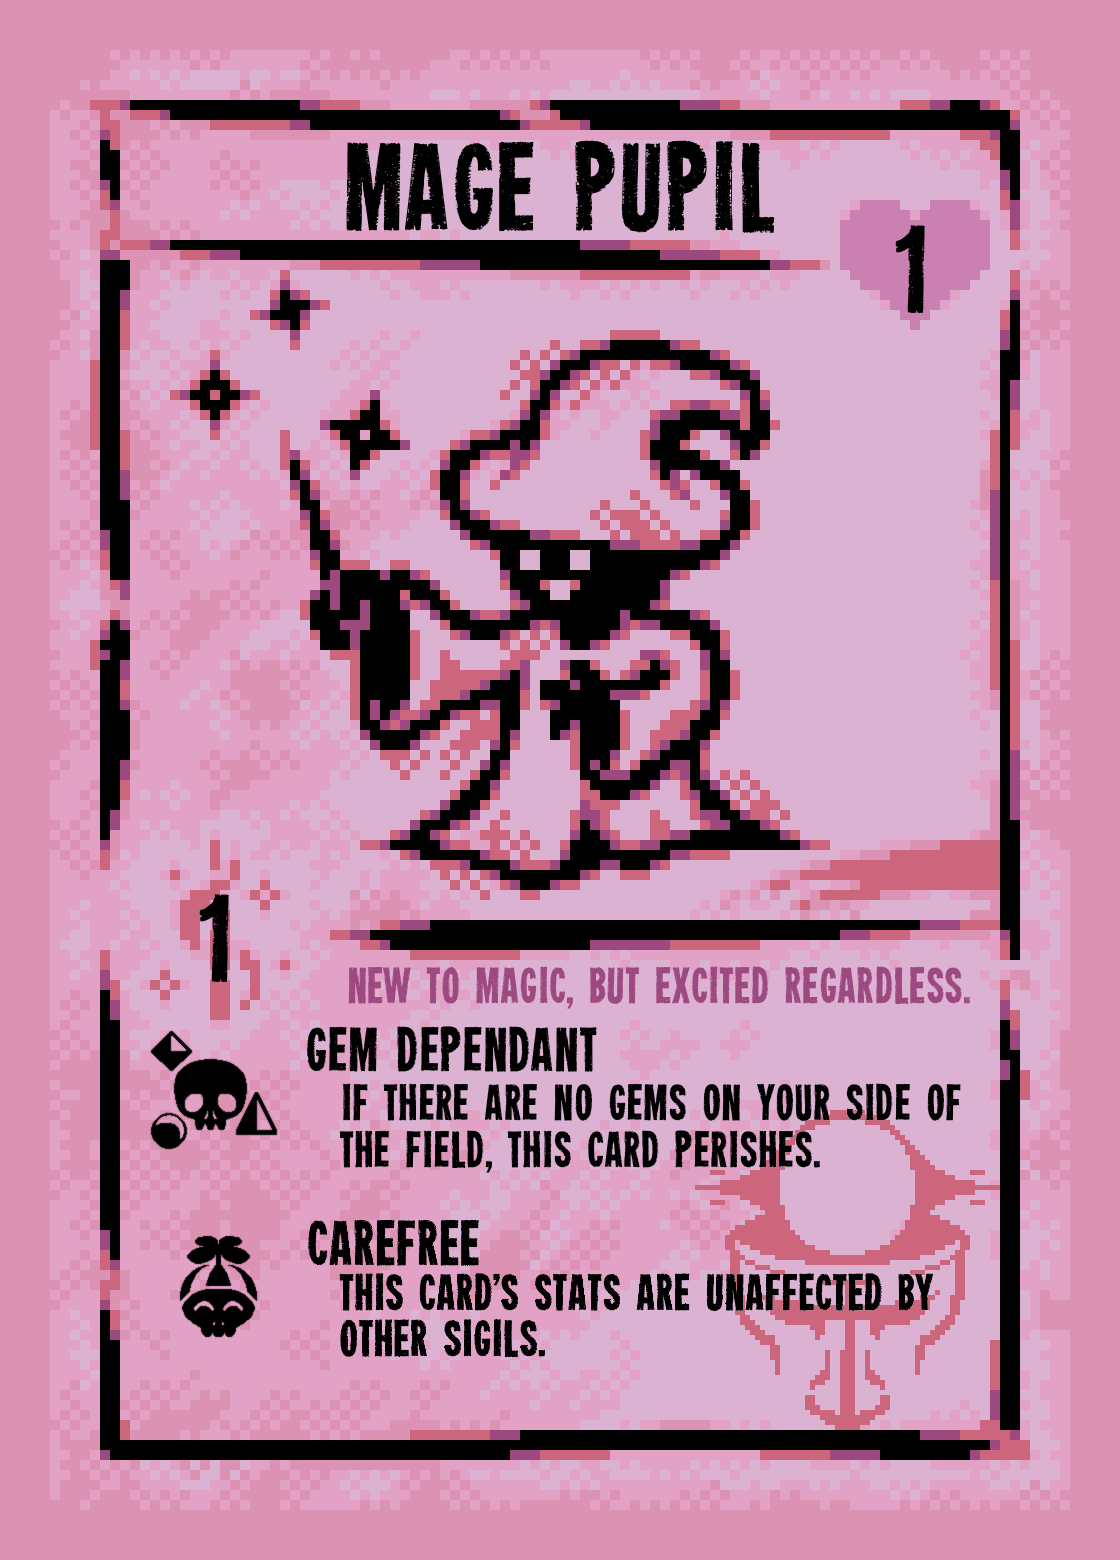 MAGE PUPIL
1
1
NEW TO MAGIC, BUT EXCITED REGARDLESS.
GEM DEPENDANT
IF THERE ARE NO GEMS ON YOUR SIDE OF
THE FIELD, THIS CARD PERISHES.
CAREFREE
THIS CARD'S STATS ARE UNAFFECTED BY
OTHER SIGILS.